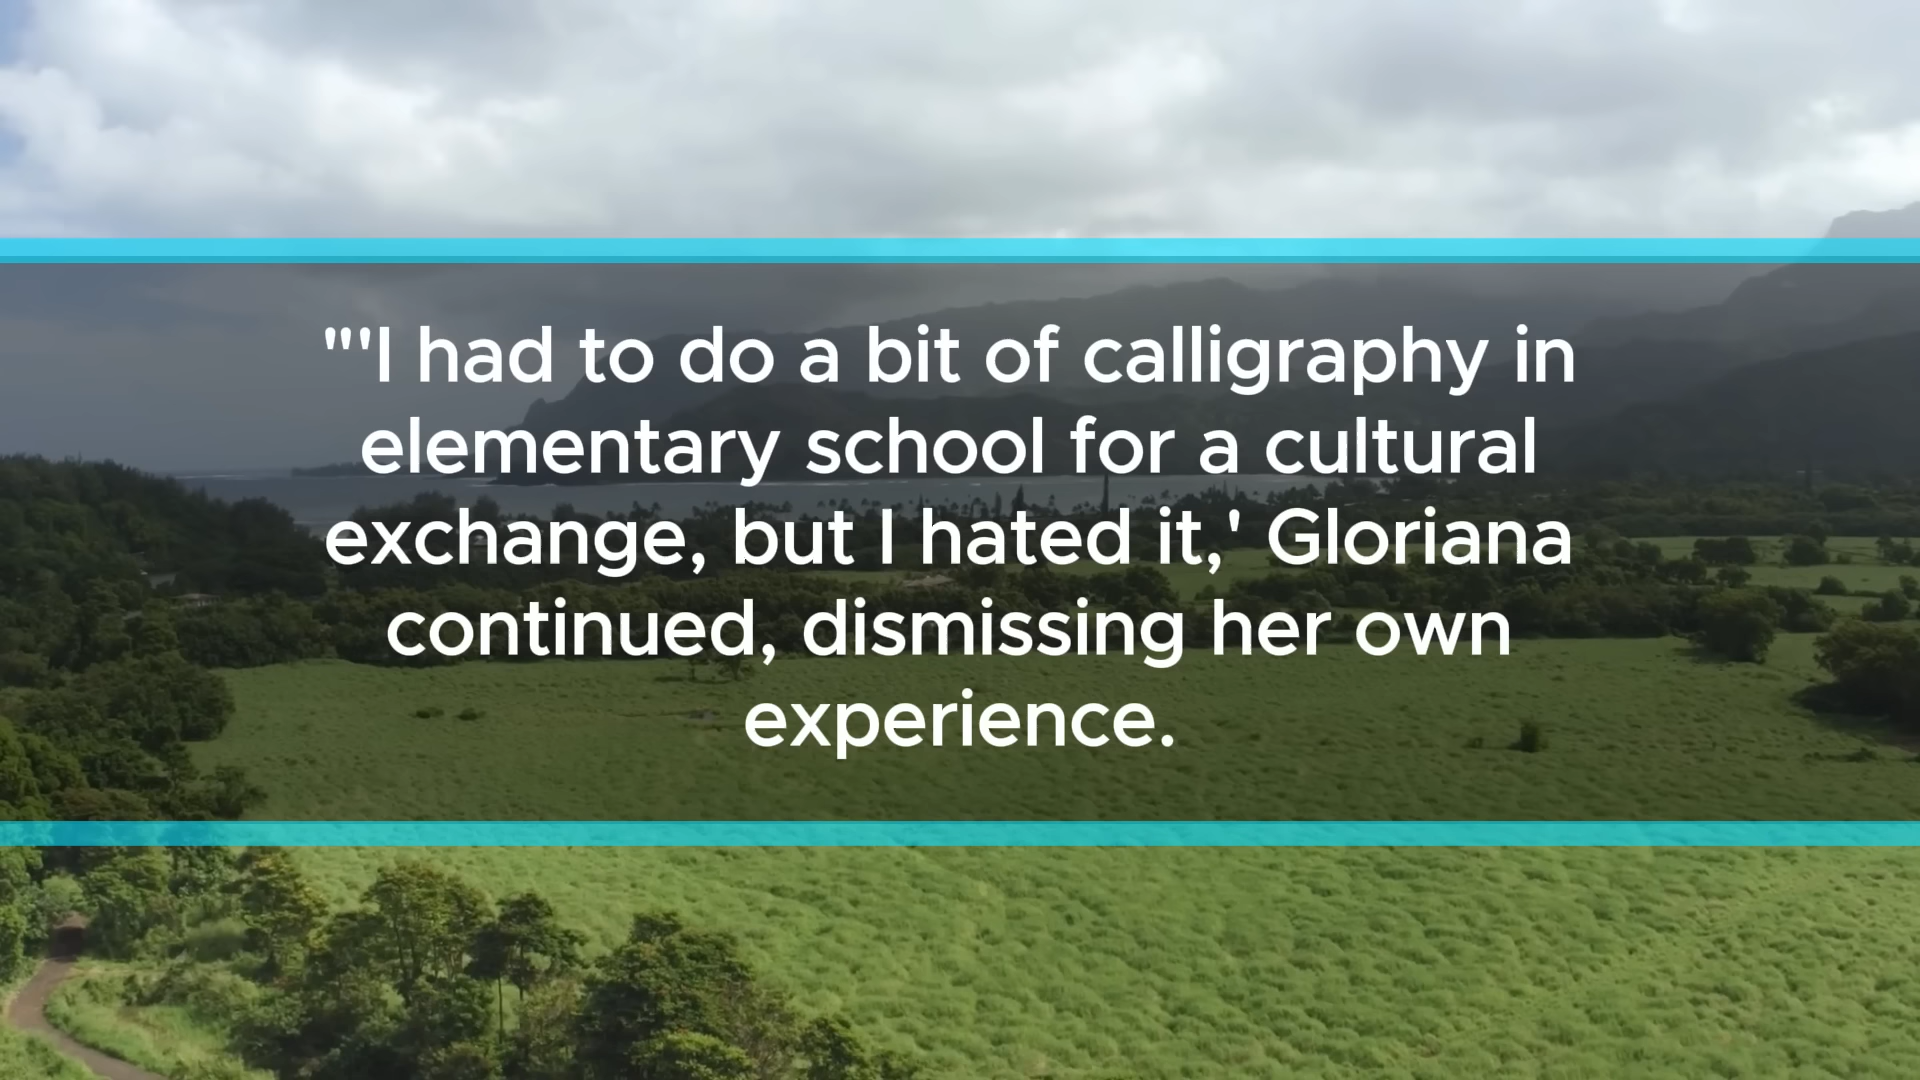 "'I had to do a bit of calligraphy in
elementary school for a cultural
exchange, but I hated it,' Gloriana
continued, dismissing her own
experience.